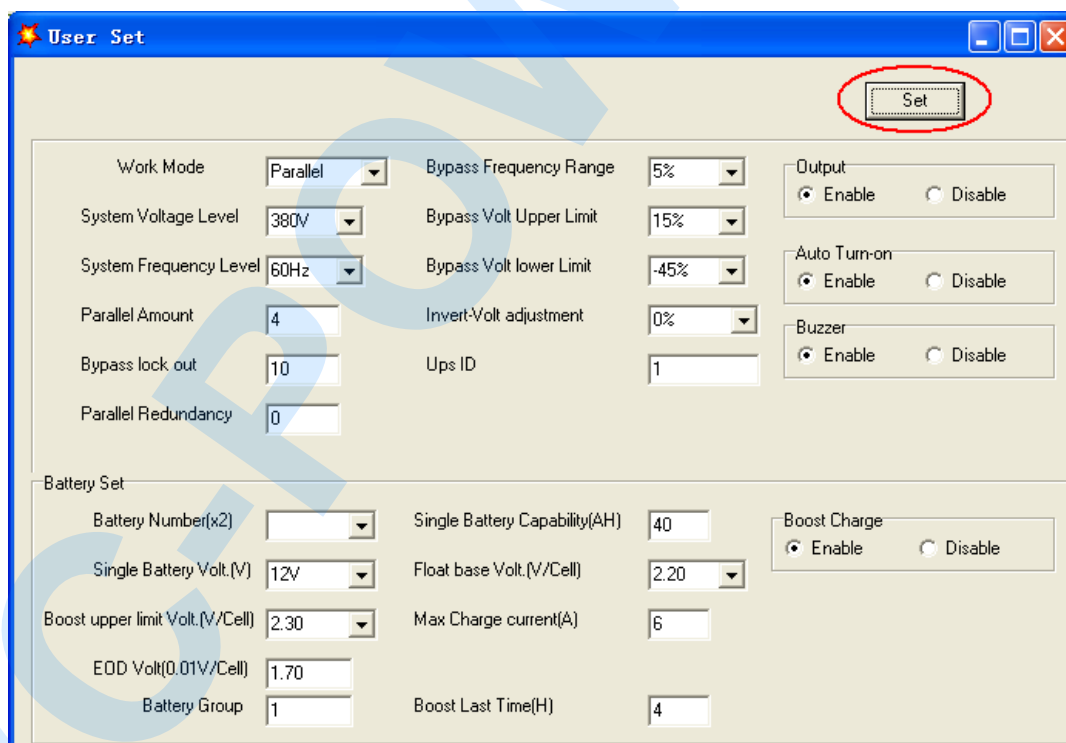 User Set
Set
Work Mode Parallel Bypass Frequency Range 5% Output
Enable Disable
System Voltage Level 380V Bypass Volt Upper Limit 15%
System Frequency Level 60Hz Bypass Volt lower Limit -45% Auto Turn-on
Enable Disable
Parallel Amount 4 Invert-Volt adjustment 0% Buzzer
Enable Disable
Bypass lock out 10 Ups ID 1
Parallel Redundancy 0
Battery Set
Battery Number(x2) Single Battery Capability(AH) 40 Boost Charge
Enable Disable
Single Battery Volt.(V) 12V Float base Volt.(V/Cell) 2.20
Boost upper limit Volt.(V/Cell) 2.30 Max Charge current(A) 6
EOD Volt(0.01V/Cell) 1.70
Battery Group 1 Boost Last Time(H) 4